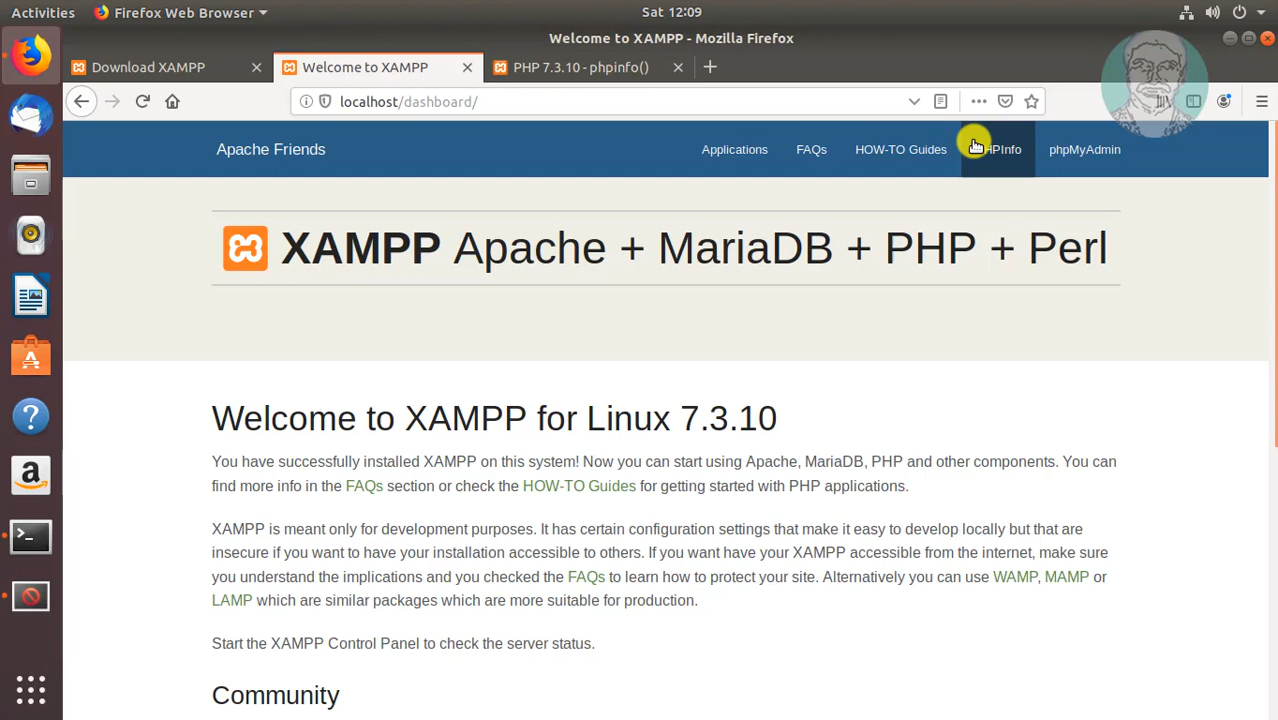 Activities Firefox Web Browser Sat 12:09
Welcome to XAMPP - Mozilla Firefox
Download XAMPP Welcome to XAMPP PHP 7.3.10 - phpinfo()
localhost/dashboard/
Apache Friends Applications FAQs HOW-TO Guides PHPInfo phpMyAdmin
XAMPP Apache + MariaDB + PHP + Perl
Welcome to XAMPP for Linux 7.3.10
You have successfully installed XAMPP on this system! Now you can start using Apache, MariaDB, PHP and other components. You can
find more info in the FAQs section or check the HOW-TO Guides for getting started with PHP applications.
XAMPP is meant only for development purposes. It has certain configuration settings that make it easy to develop locally but that are
insecure if you want to have your installation accessible to others. If you want have your XAMPP accessible from the internet, make sure
you understand the implications and you checked the FAQs to learn how to protect your site. Alternatively you can use WAMP, MAMP or
LAMP which are similar packages which are more suitable for production.
Start the XAMPP Control Panel to check the server status.
Community